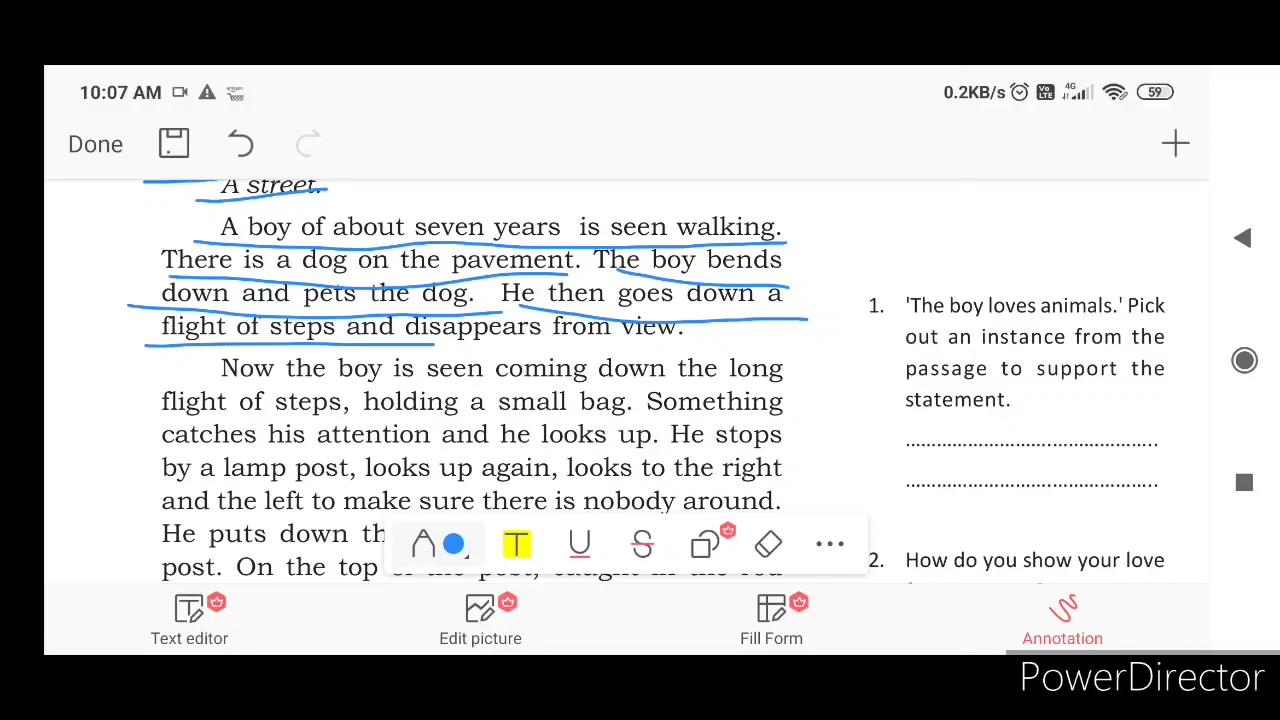 10:07 AM
0.2KB/s 4G 59
Done
A street.
A boy of about seven years is seen walking.
There is a dog on the pavement. The boy bends
down and pets the dog. He then goes down a
flight of steps and disappears from view.
Now the boy is seen coming down the long
flight of steps, holding a small bag. Something
catches his attention and he looks up. He stops
by a lamp post, looks up again, looks to the right
and the left to make sure there is nobody around.
He puts down
post. On the top
1. 'The boy loves animals.' Pick
out an instance from the
passage to support the
statement.
..............................................
..............................................
2. How do you show your love
Text editor
Edit picture
Fill Form
Annotation
PowerDirector